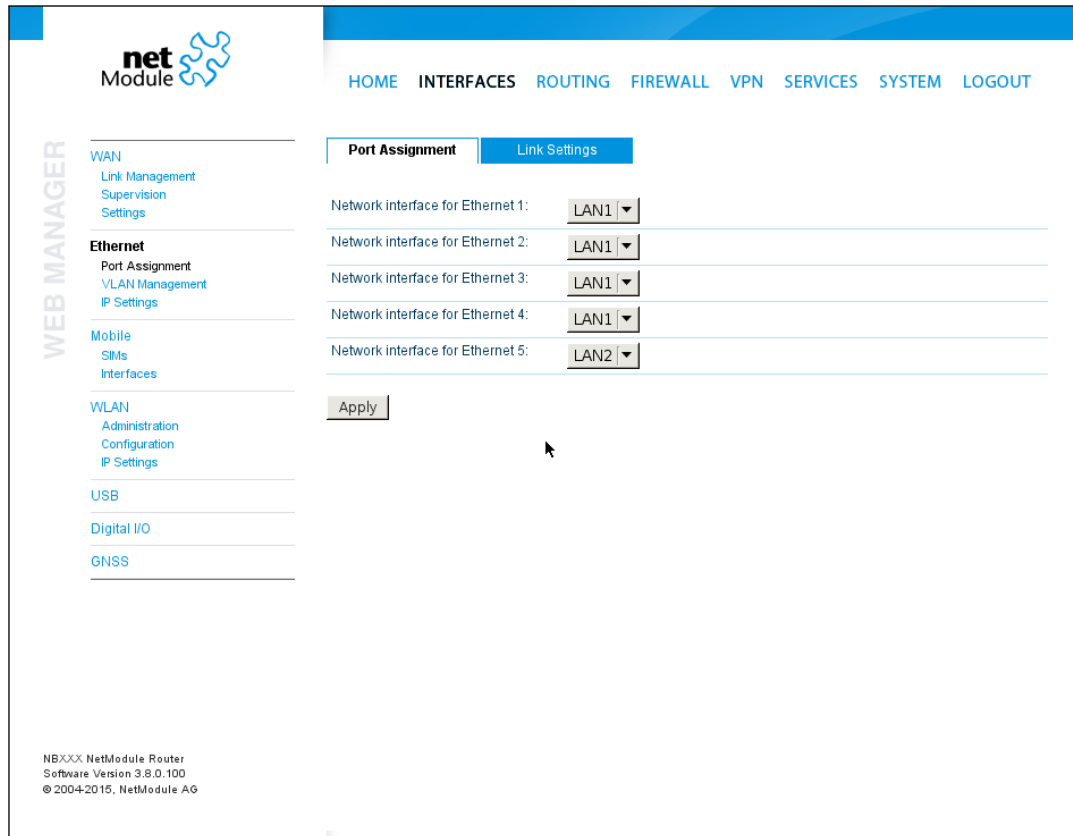 net
Module
HOME INTERFACES ROUTING FIREWALL VPN SERVICES SYSTEM LOGOUT
WEB MANAGER
WAN
Link Management
Supervision
Settings
Ethernet
Port Assignment
VLAN Management
IP Settings
Mobile
SIMs
Interfaces
WLAN
Administration
Configuration
IP Settings
USB
Digital I/O
GNSS
Port Assignment Link Settings
Network interface for Ethernet 1: LAN1
Network interface for Ethernet 2: LAN1
Network interface for Ethernet 3: LAN1
Network interface for Ethernet 4: LAN1
Network interface for Ethernet 5: LAN2
Apply
NBXXX NetModule Router
Software Version 3.8.0.100
© 2004-2015, NetModule AG